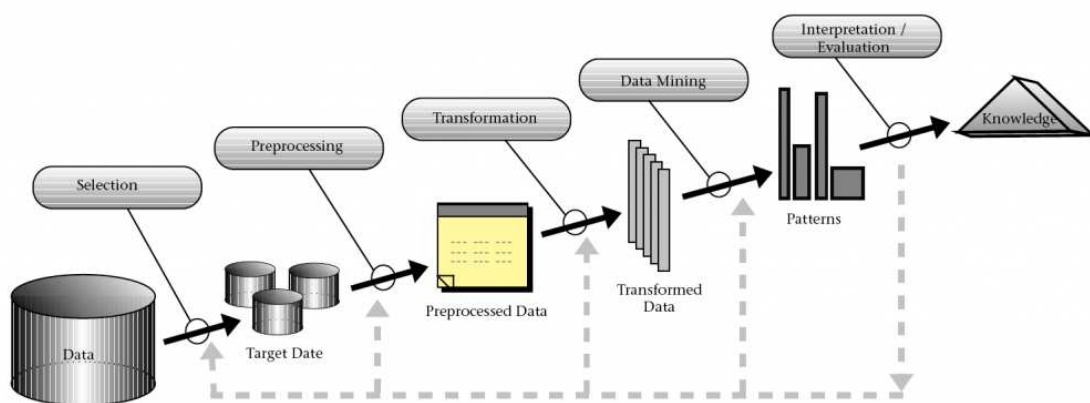 Interpretation /
Evaluation
Data Mining
Transformation
Preprocessing
Selection
Data
Target Date
Preprocessed Data
Transformed
Data
Patterns
Knowledge